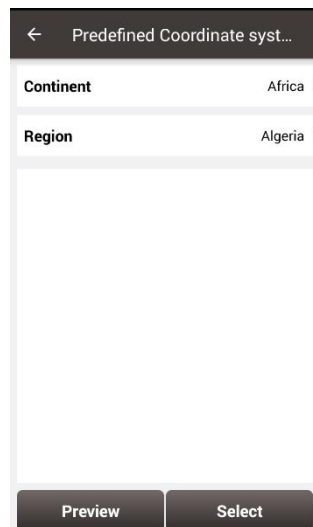 Predefined Coordinate syst...
Continent Africa
Region Algeria
Preview Select